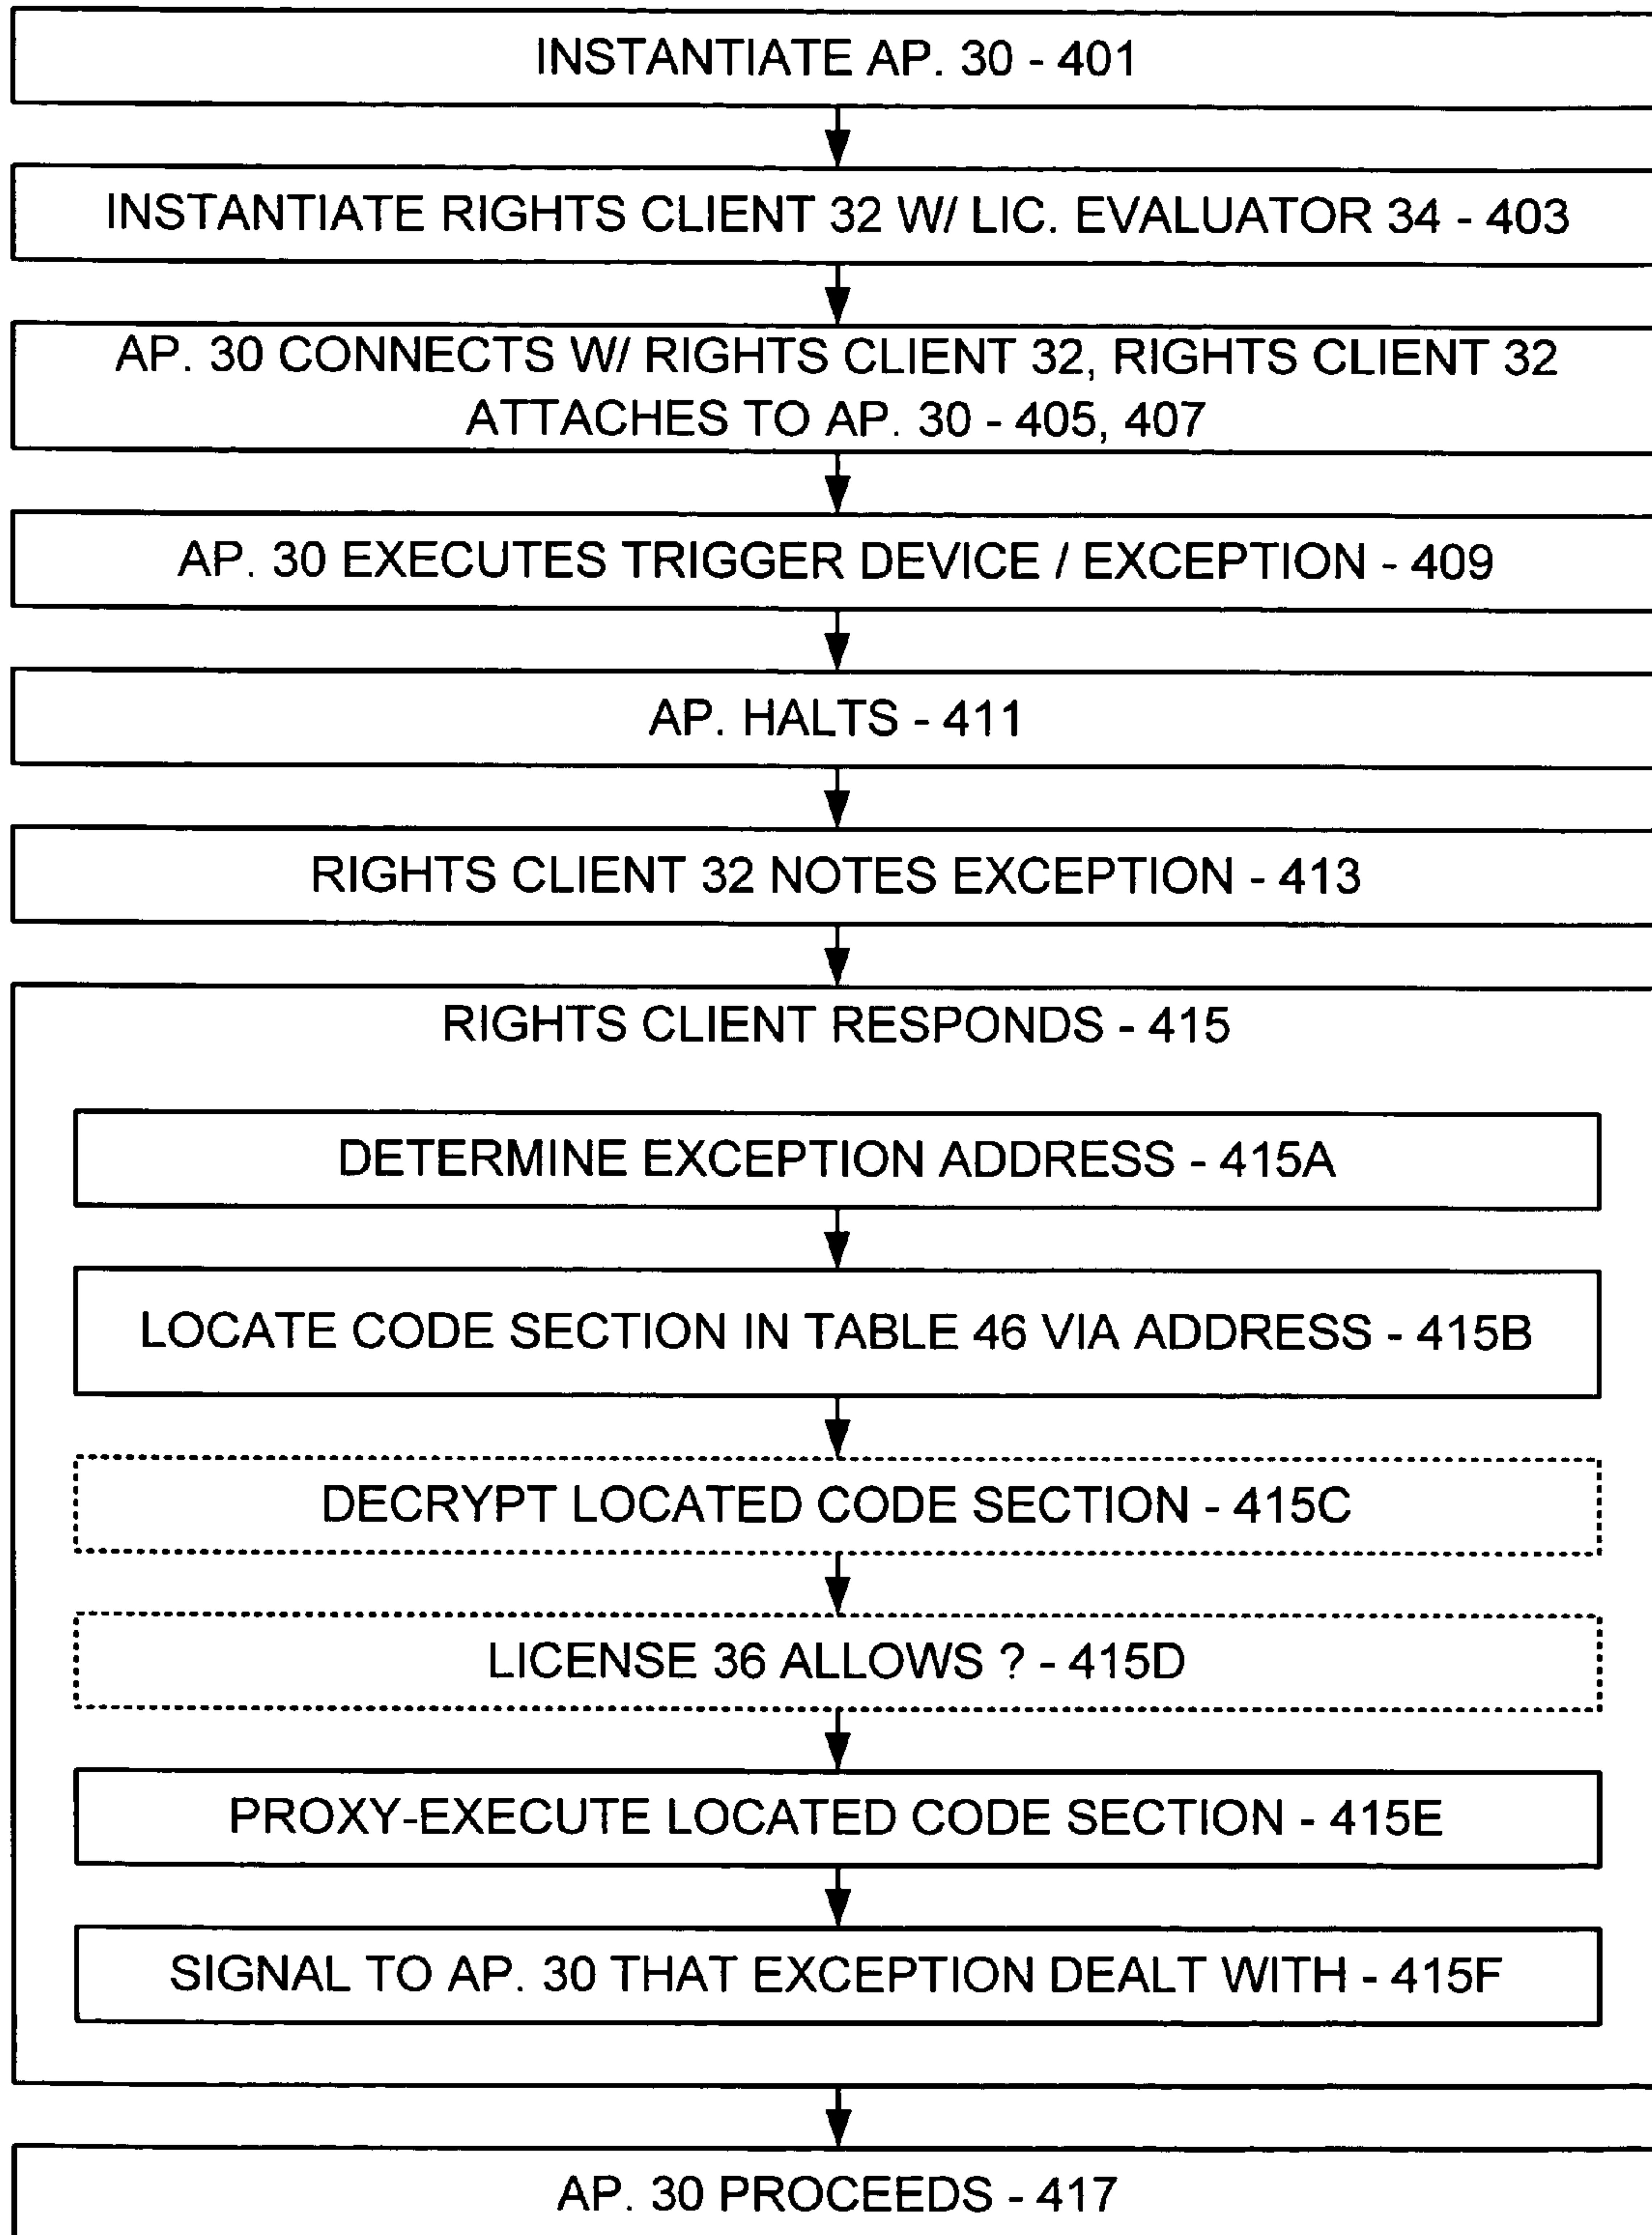 INSTANTIATE AP. 30 - 401
INSTANTIATE RIGHTS CLIENT 32 W/ LIC. EVALUATOR 34 - 403
AP. 30 CONNECTS W/ RIGHTS CLIENT 32, RIGHTS CLIENT 32
ATTACHES TO AP. 30 - 405, 407
AP. 30 EXECUTES TRIGGER DEVICE / EXCEPTION - 409
AP. HALTS - 411
RIGHTS CLIENT 32 NOTES EXCEPTION - 413
RIGHTS CLIENT RESPONDS - 415
DETERMINE EXCEPTION ADDRESS - 415A
LOCATE CODE SECTION IN TABLE 46 VIA ADDRESS - 415B
DECRYPT LOCATED CODE SECTION - 415C
LICENSE 36 ALLOWS ? - 415D
PROXY-EXECUTE LOCATED CODE SECTION - 415E
SIGNAL TO AP. 30 THAT EXCEPTION DEALT WITH - 415F
AP. 30 PROCEEDS - 417